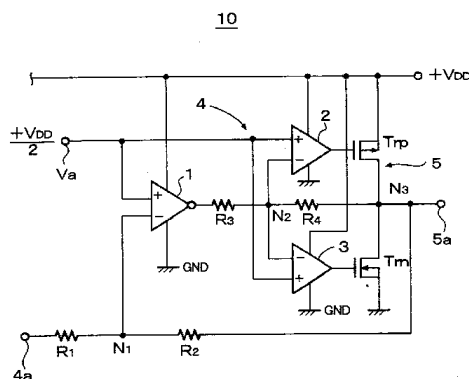 10
+VDD
+VDD
2
Va
4
2
+
-
Trp
5
1
+
-
R3
N2
R4
N3
5a
3
-
+
Trn
GND
GND
R1
N1
R2
4a